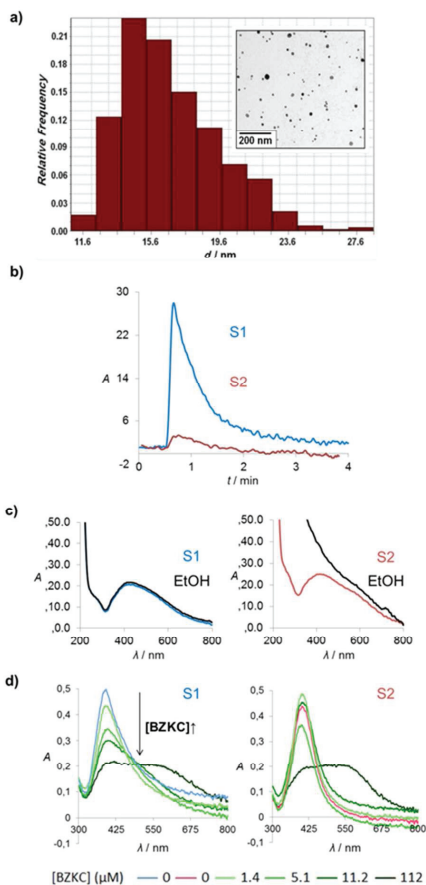 a)
Relative Frequency
0.21
0.18
0.15
0.12
0.09
0.06
0.03
0.00
200 nm
11.6 15.6 19.6 23.6 27.6
d / nm
b)
A
30
22
14
6
-2
S1
S2
0 1 2 3 4
t / min
c)
A
,50.0
,40.0
,30.0
,20.0
,10.0
,00.0
S1
EtOH
200 400 600 800
λ / nm
A
,50.0
,40.0
,30.0
,20.0
,10.0
,00.0
S2
EtOH
200 400 600 800
λ / nm
d)
A
0,5
0,4
0,3
0,2
0,1
0
-0,1
S1
[BZKC]↑
300 425 550 675 800
λ / nm
A
0,5
0,4
0,3
0,2
0,1
0
-0,1
S2
300 425 550 675 800
λ / nm
[BZKC] (µM) 0 0 1.4 5.1 11.2 112